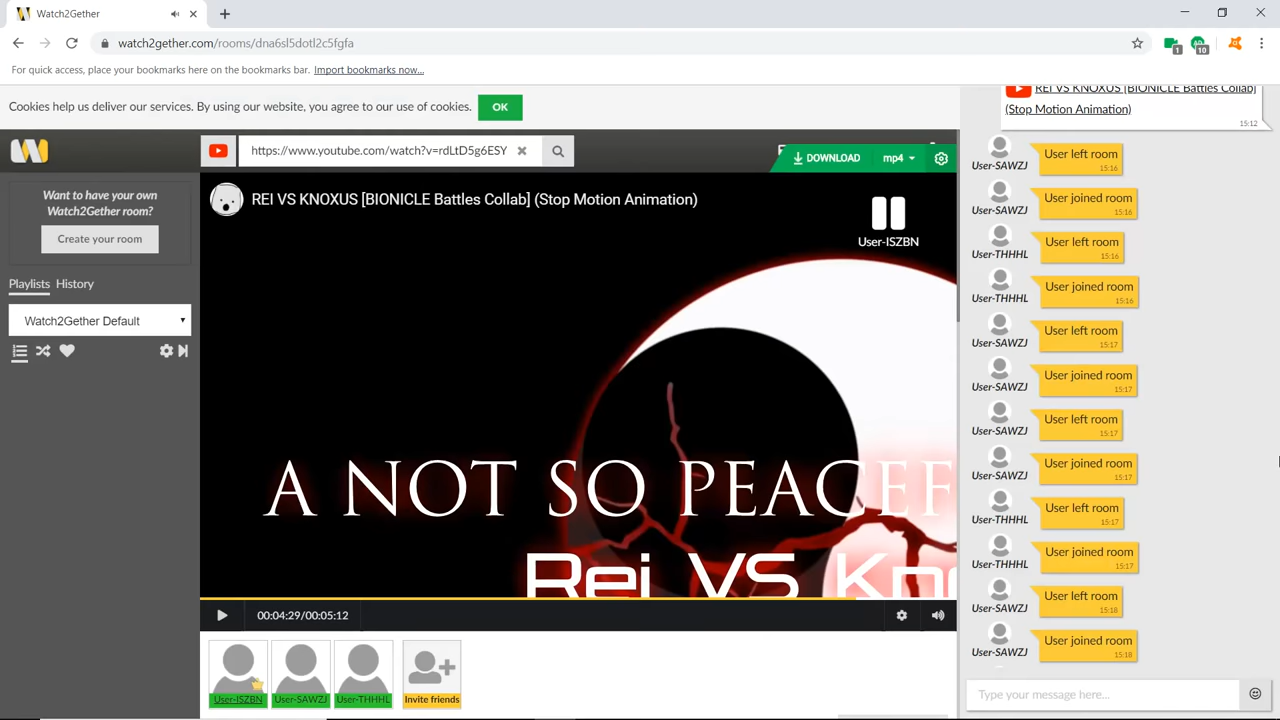 Watch2Gether
watch2gether.com/rooms/dna6sl5dotl2c5fgfa
1
10
For quick access, place your bookmarks here on the bookmarks bar. Import bookmarks now...
Cookies help us deliver our services. By using our website, you agree to our use of cookies.
OK
https://www.youtube.com/watch?v=rdLtD5g6ESY
DOWNLOAD
mp4
Want to have your own
Watch2Gether room?
Create your room
Playlists History
Watch2Gether Default
REI VS KNOXUS [BIONICLE Battles Collab] (Stop Motion Animation)
User-ISZBN
A NOT SO PEACEF
Rei VS Kno
00:04:29/00:05:12
User-ISZBN
User-SAWZJ
User-THHHL
Invite friends
REI VS KNOXUS [BIONICLE Battles Collab]
(Stop Motion Animation)
15:12
User-SAWZJ
User left room
15:16
User-SAWZJ
User joined room
15:16
User-THHHL
User left room
15:16
User-THHHL
User joined room
15:16
User-SAWZJ
User left room
15:17
User-SAWZJ
User joined room
15:17
User-SAWZJ
User left room
15:17
User-SAWZJ
User joined room
15:17
User-THHHL
User left room
15:17
User-THHHL
User joined room
15:17
User-SAWZJ
User left room
15:18
User-SAWZJ
User joined room
15:18
Type your message here...